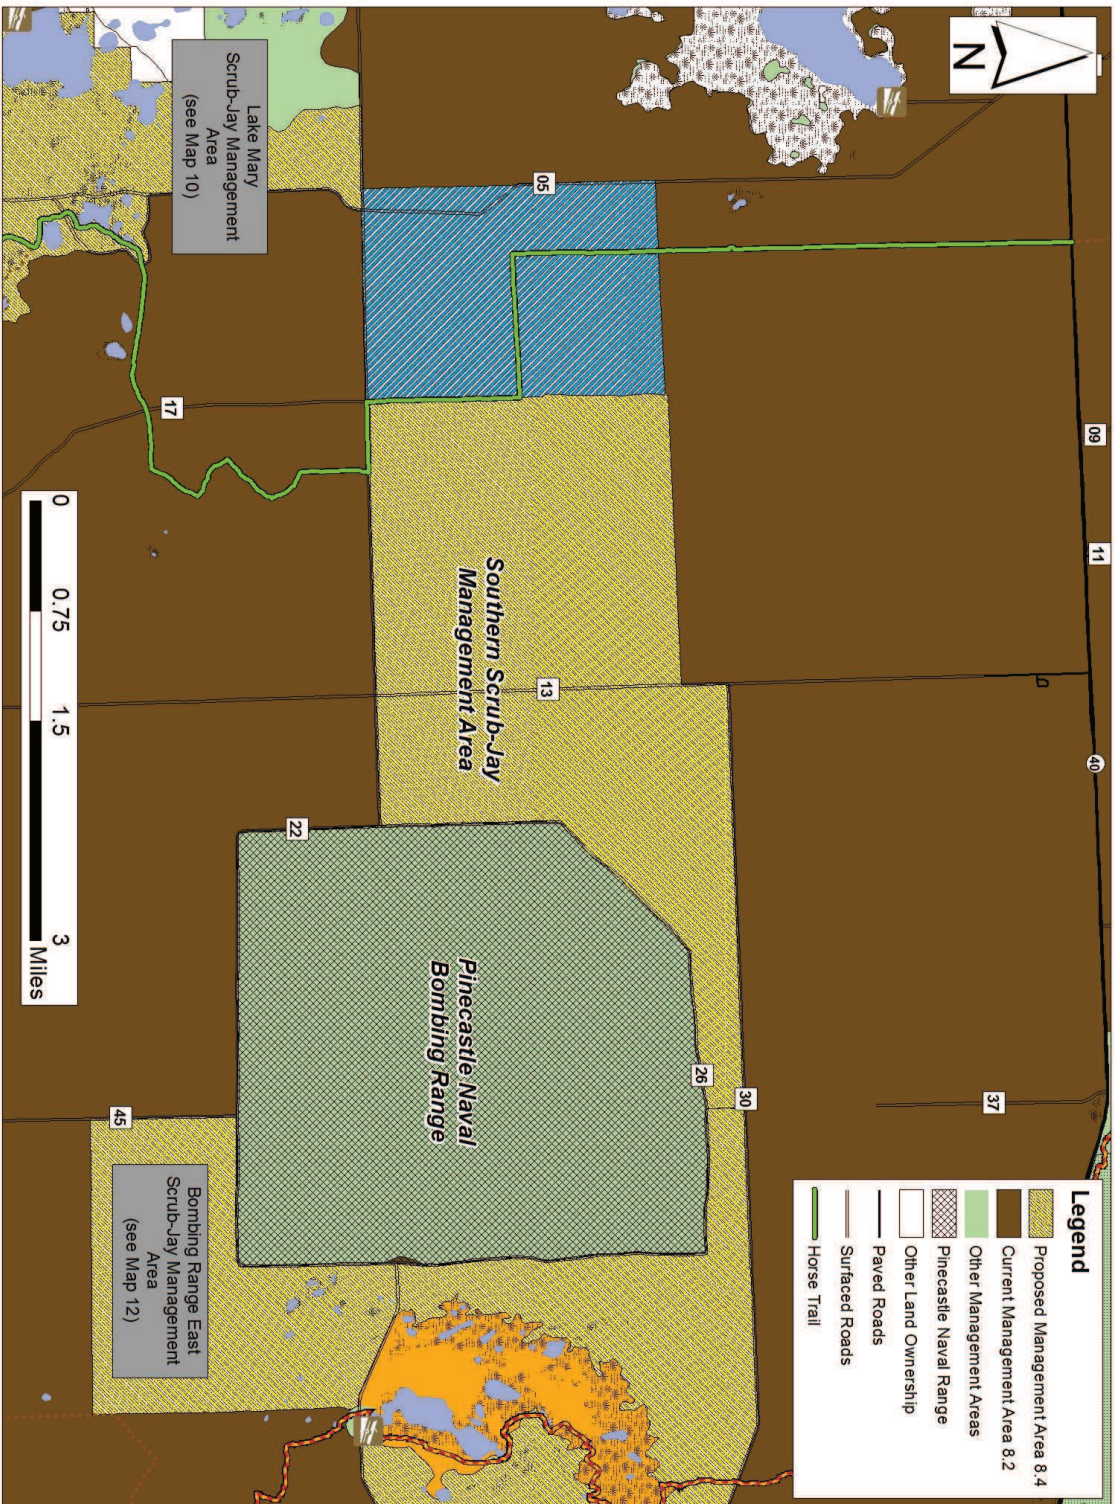 N
Legend
Proposed Management Area 8.4
Current Management Area 8.2
Other Management Areas
Pinecastle Naval Range
Other Land Ownership
Paved Roads
Surfaced Roads
Horse Trail
09
11
40
37
05
13
30
26
22
17
45
Southern Scrub-Jay
Management Area
Pinecastle Naval
Bombing Range
Lake Mary
Scrub-Jay Management
Area
(see Map 10)
Bombing Range East
Scrub-Jay Management
Area
(see Map 12)
0 0.75 1.5 3
Miles